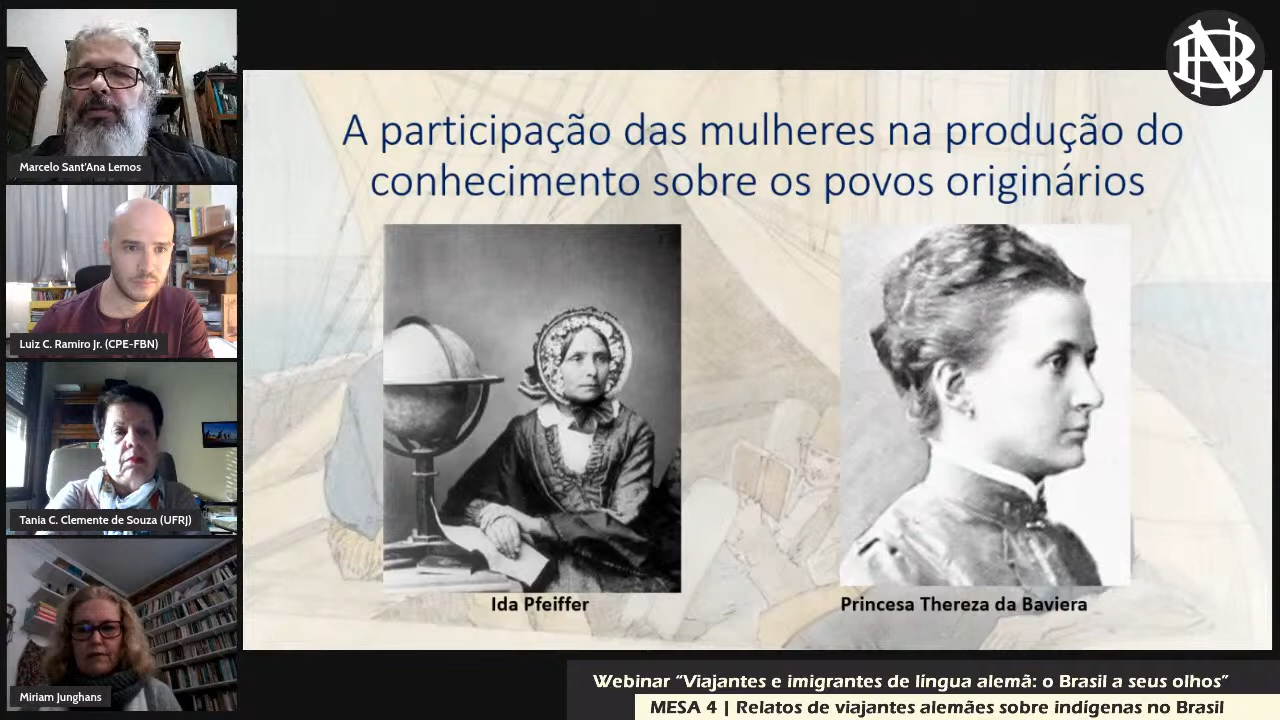 Marcelo Sant'Ana Lemos
Luiz C. Ramiro Jr. (CPE-FBN)
Tania C. Clemente de Souza (UFRJ)
Miriam Junghans
BN
A participação das mulheres na produção do
conhecimento sobre os povos originários
Ida Pfeiffer
Princesa Thereza da Baviera
Webinar “Viajantes e imigrantes de língua alemã: o Brasil a seus olhos”
MESA 4 | Relatos de viajantes alemães sobre indígenas no Brasil